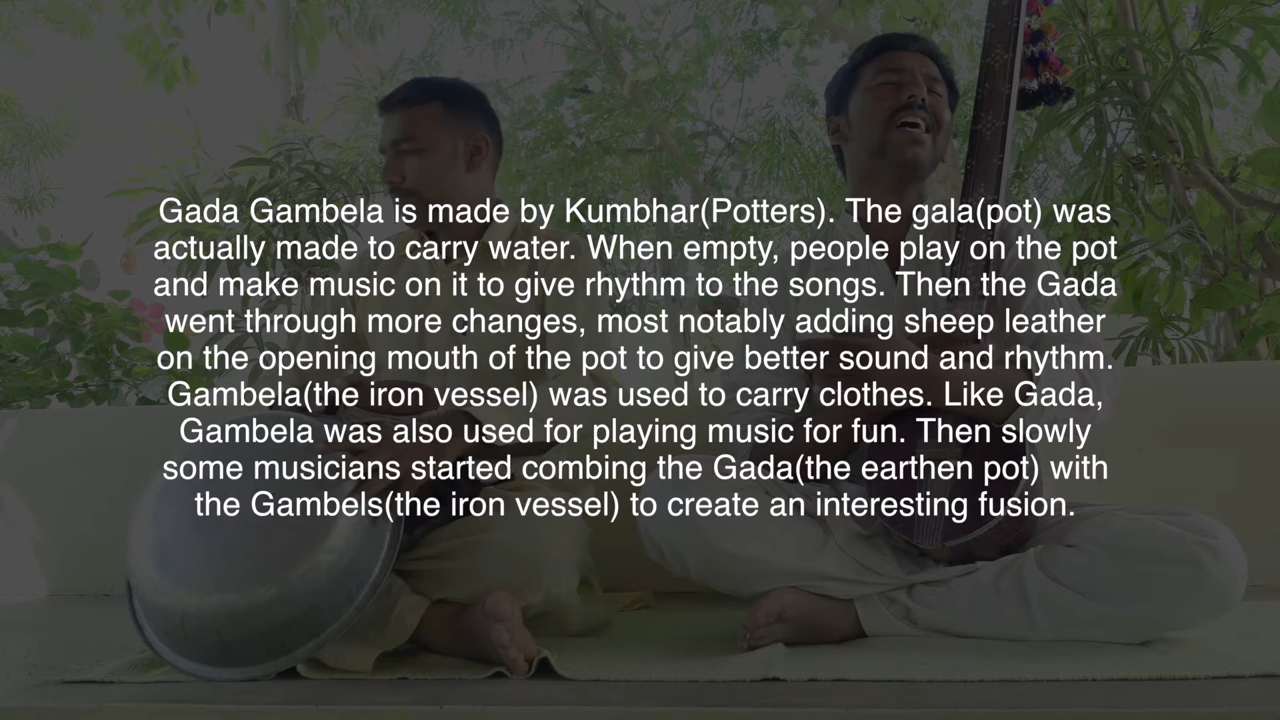 Gada Gambela is made by Kumbhar(Potters). The gala(pot) was
actually made to carry water. When empty, people play on the pot
and make music on it to give rhythm to the songs. Then the Gada
went through more changes, most notably adding sheep leather
on the opening mouth of the pot to give better sound and rhythm.
Gambela(the iron vessel) was used to carry clothes. Like Gada,
Gambela was also used for playing music for fun. Then slowly
some musicians started combing the Gada(the earthen pot) with
the Gambels(the iron vessel) to create an interesting fusion.